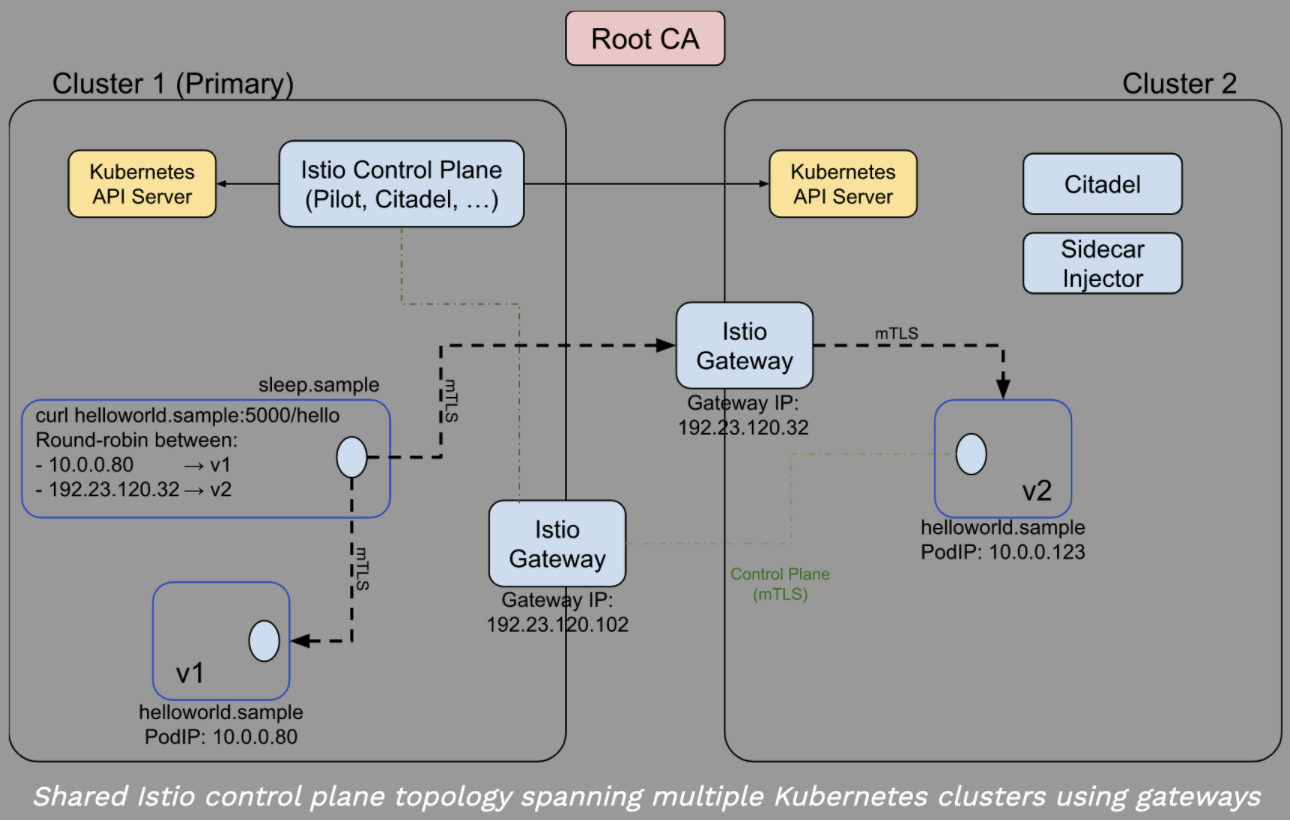 Root CA
Cluster 1 (Primary)
Cluster 2
Kubernetes
API Server
Istio Control Plane
(Pilot, Citadel, …)
Kubernetes
API Server
Citadel
Sidecar
Injector
Istio
Gateway
Gateway IP:
192.23.120.32
mTLS
mTLS
sleep.sample
curl helloworld.sample:5000/hello
Round-robin between:
- 10.0.0.80 → v1
- 192.23.120.32 → v2
mTLS
v2
helloworld.sample
PodIP: 10.0.0.123
Istio
Gateway
Gateway IP:
192.23.120.102
Control Plane
(mTLS)
v1
helloworld.sample
PodIP: 10.0.0.80
Shared Istio control plane topology spanning multiple Kubernetes clusters using gateways